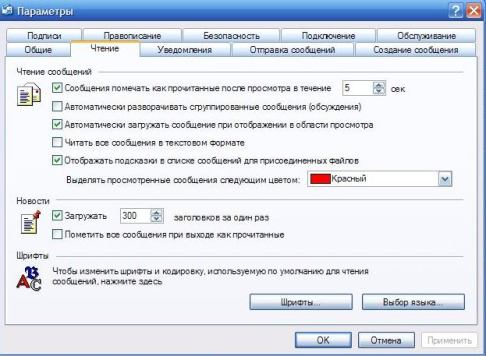 Параметры
Подписи Правописание Безопасность Подключение Обслуживание
Общие Чтение Уведомления Отправка сообщений Создание сообщения
Чтение сообщений
Сообщения помечать как прочитанные после просмотра в течение 5 сек
Автоматически разворачивать сгруппированные сообщения (обсуждения)
Автоматически загружать сообщение при отображении в области просмотра
Читать все сообщения в текстовом формате
Отображать подсказки в списке сообщений для присоединенных файлов
Выделять просмотренные сообщения следующим цветом: Красный
Новости
Загружать 300 заголовков за один раз
Пометить все сообщения при выходе как прочитанные
Шрифты
Чтобы изменить шрифты и кодировку, используемую по умолчанию для чтения
сообщений, нажмите здесь
Шрифты... Выбор языка...
OK Отмена Применить